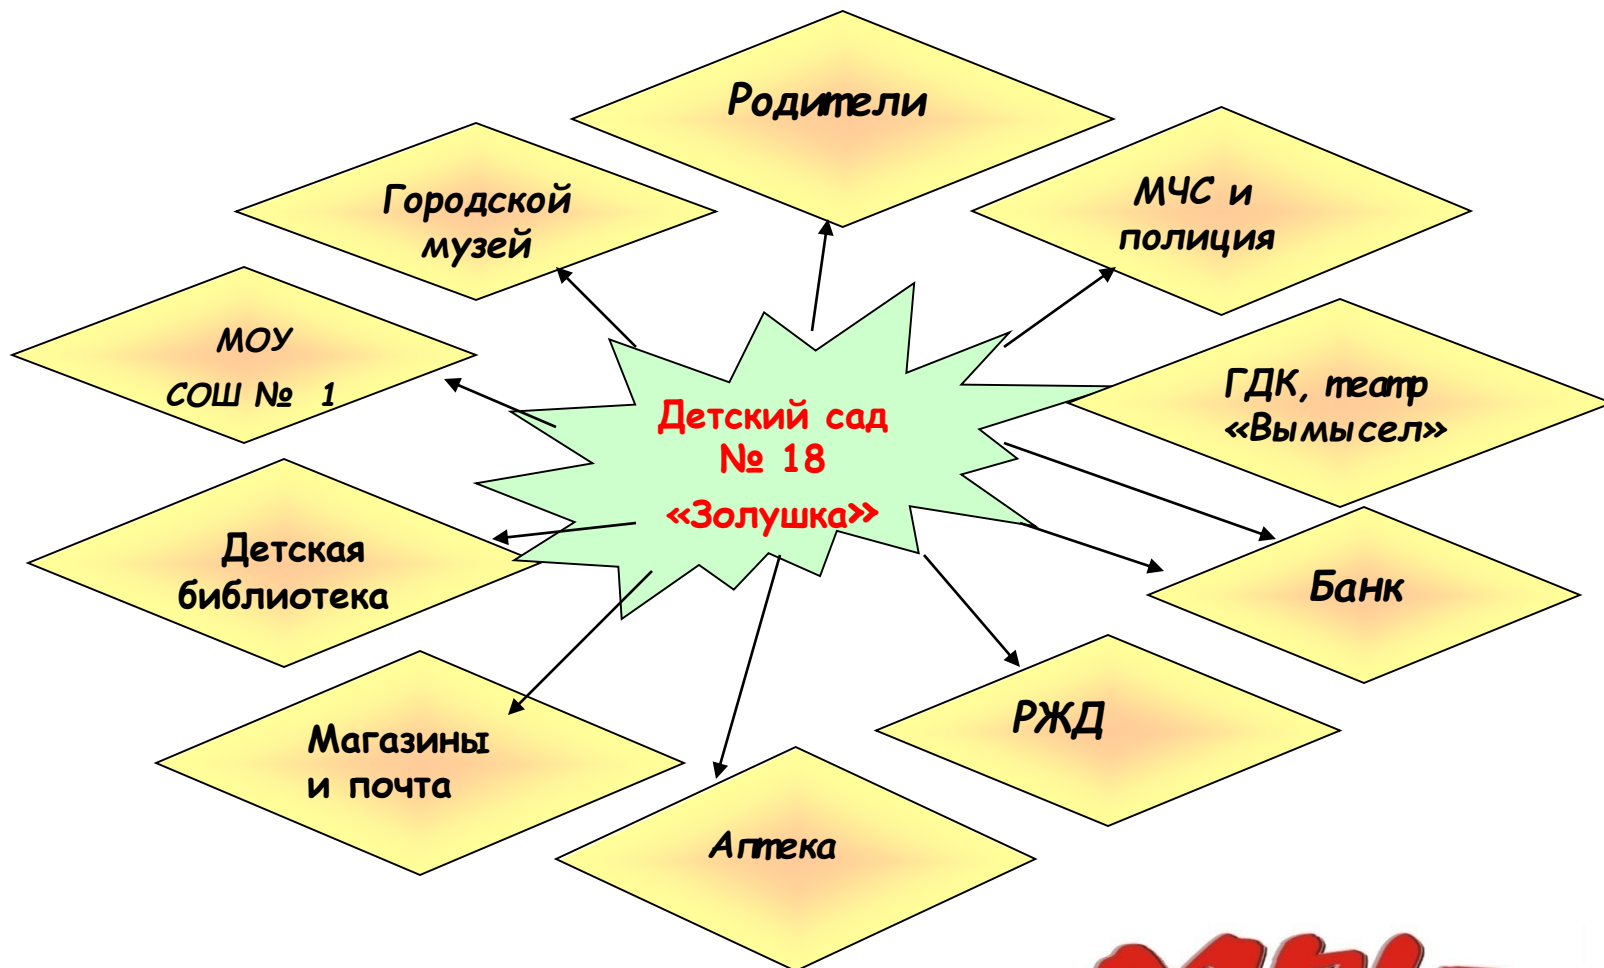 Родители
Городской
музей
МЧС и
полиция
МОУ
СОШ № 1
ГДК, театр
«Вымысел»
Детский сад
№ 18
«Золушка»
Детская
библиотека
Банк
Магазины
и почта
РЖД
Аптека